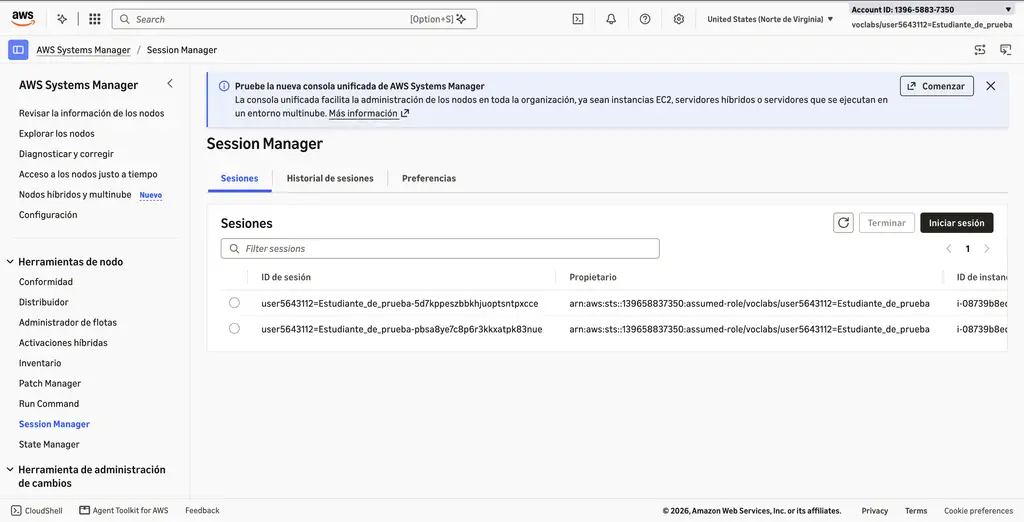 aws
Search
[Option+S]
United States (Norte de Virginia)
Account ID: 1396-5883-7350
voclabs/user5643112=Estudiante_de_prueba
AWS Systems Manager / Session Manager
AWS Systems Manager
Revisar la información de los nodos
Explorar los nodos
Diagnosticar y corregir
Acceso a los nodos justo a tiempo
Nodos híbridos y multinube Nuevo
Configuración
Herramientas de nodo
Conformidad
Distribuidor
Administrador de flotas
Activaciones híbridas
Inventario
Patch Manager
Run Command
Session Manager
State Manager
Herramienta de administración
de cambios
Pruebe la nueva consola unificada de AWS Systems Manager
La consola unificada facilita la administración de los nodos en toda la organización, ya sean instancias EC2, servidores híbridos o servidores que se ejecutan en
un entorno multinube. Más información
Comenzar
Session Manager
Sesiones
Historial de sesiones
Preferencias
Sesiones
Terminar
Iniciar sesión
Filter sessions
1
ID de sesión
Propietario
ID de instan
user5643112=Estudiante_de_prueba-5d7kppeszbbkhjuoptsntpxcce
arn:aws:sts::139658837350:assumed-role/voclabs/user5643112=Estudiante_de_prueba
i-08739b8ec
user5643112=Estudiante_de_prueba-pbsa8ye7c8p6r3kkxatpk83nue
arn:aws:sts::139658837350:assumed-role/voclabs/user5643112=Estudiante_de_prueba
i-08739b8ec
CloudShell
Agent Toolkit for AWS
Feedback
© 2026, Amazon Web Services, Inc. or its affiliates.
Privacy
Terms
Cookie preferences